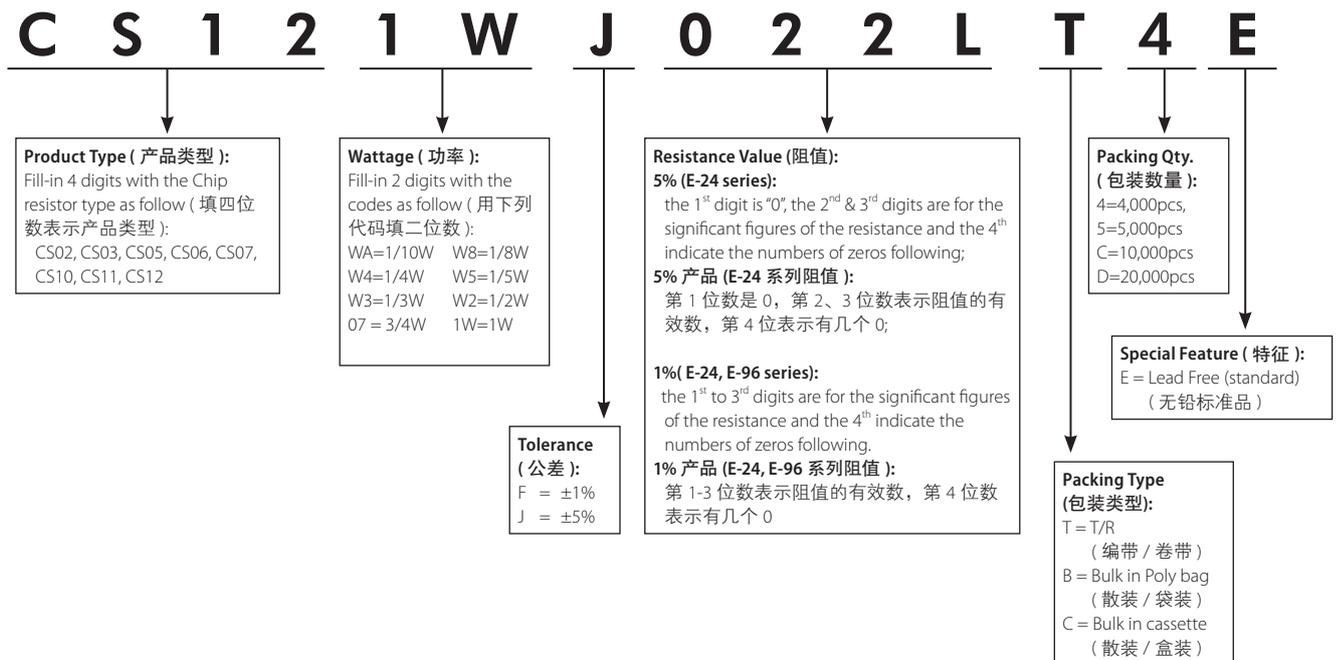 CS12 1W J 022L T 4 E
Product Type ( 产品类型 ):
Fill-in 4 digits with the Chip
resistor type as follow ( 填四位
数表示产品类型 ):
CS02, CS03, CS05, CS06, CS07,
CS10, CS11, CS12
Wattage ( 功率 ):
Fill-in 2 digits with the
codes as follow ( 用下列
代码填二位数 ):
WA=1/10W W8=1/8W
W4=1/4W W5=1/5W
W3=1/3W W2=1/2W
07 = 3/4W 1W=1W
Tolerance
( 公差 ):
F = ±1%
J = ±5%
Resistance Value (阻值):
5% (E-24 series):
the 1st digit is “0”, the 2nd & 3rd digits are for the
significant figures of the resistance and the 4th
indicate the numbers of zeros following;
5% 产品 (E-24 系列阻值 ):
第 1 位数是 0，第 2、3 位数表示阻值的有
效数，第 4 位表示有几个 0;
1%( E-24, E-96 series):
the 1st to 3rd digits are for the significant figures
of the resistance and the 4th indicate the
numbers of zeros following.
1% 产品 (E-24, E-96 系列阻值 ):
第 1-3 位数表示阻值的有效数，第 4 位数
表示有几个 0
Packing Qty.
( 包装数量 ):
4=4,000pcs,
5=5,000pcs
C=10,000pcs
D=20,000pcs
Special Feature ( 特征 ):
E = Lead Free (standard)
( 无铅标准品 )
Packing Type
(包装类型):
T = T/R
( 编带 / 卷带 )
B = Bulk in Poly bag
( 散装 / 袋装 )
C = Bulk in cassette
( 散装 / 盒装 )